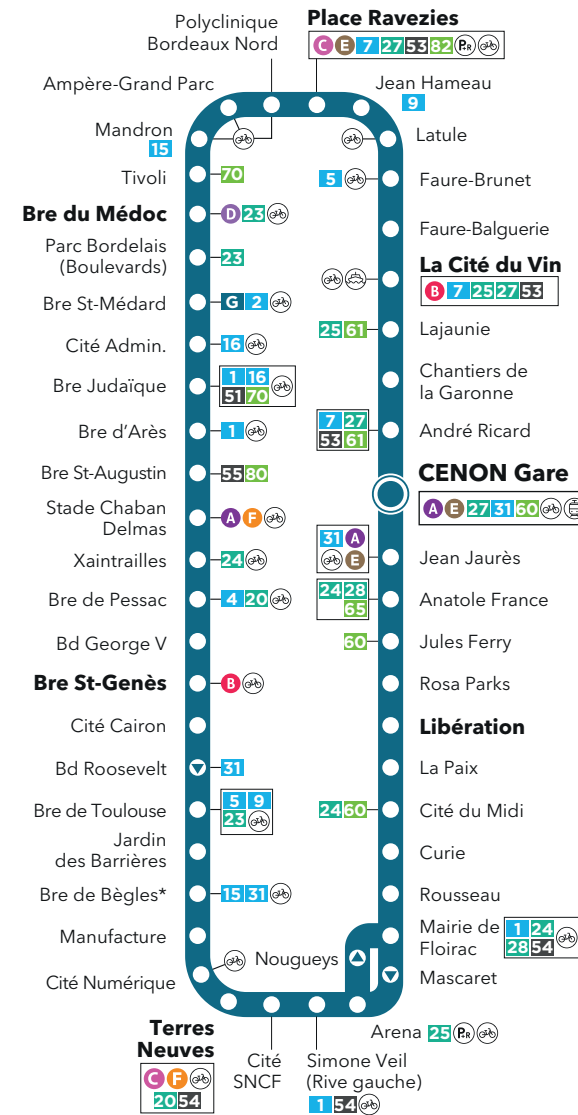 Polyclinique
Bordeaux Nord
Place Ravezies
C E 7 27 53 82 P+R
Ampère-Grand Parc
Jean Hameau
9
Mandron
15
Latule
Tivoli
70
5
Faure-Brunet
Bre du Médoc
D 23
Faure-Balguerie
Parc Bordelais
(Boulevards)
23
La Cité du Vin
B 7 25 27 53
Bre St-Médard
G 2
25 61
Lajaunie
Cité Admin.
16
Chantiers de
la Garonne
Bre Judaïque
1 16
51 70
7 27
53 61
André Ricard
Bre d'Arès
1
Bre St-Augustin
55 80
CENON Gare
A E 27 31 60
Stade Chaban
Delmas
A F
31 A
E
Jean Jaurès
Xaintrailles
24
Bre de Pessac
4 20
24 28
65
Anatole France
Bd George V
60
Jules Ferry
Bre St-Genès
B
Rosa Parks
Cité Cairon
Libération
Bd Roosevelt
31
La Paix
Bre de Toulouse
5 9
23
24 60
Cité du Midi
Jardin
des Barrières
Curie
Bre de Bègles*
15 31
Rousseau
Manufacture
Mairie de
Floirac
1 24
28 54
Nougueys
Cité Numérique
Mascaret
Terres
Neuves
C F
20 54
Cité
SNCF
Simone Veil
(Rive gauche)
1 54
Arena 25 P+R